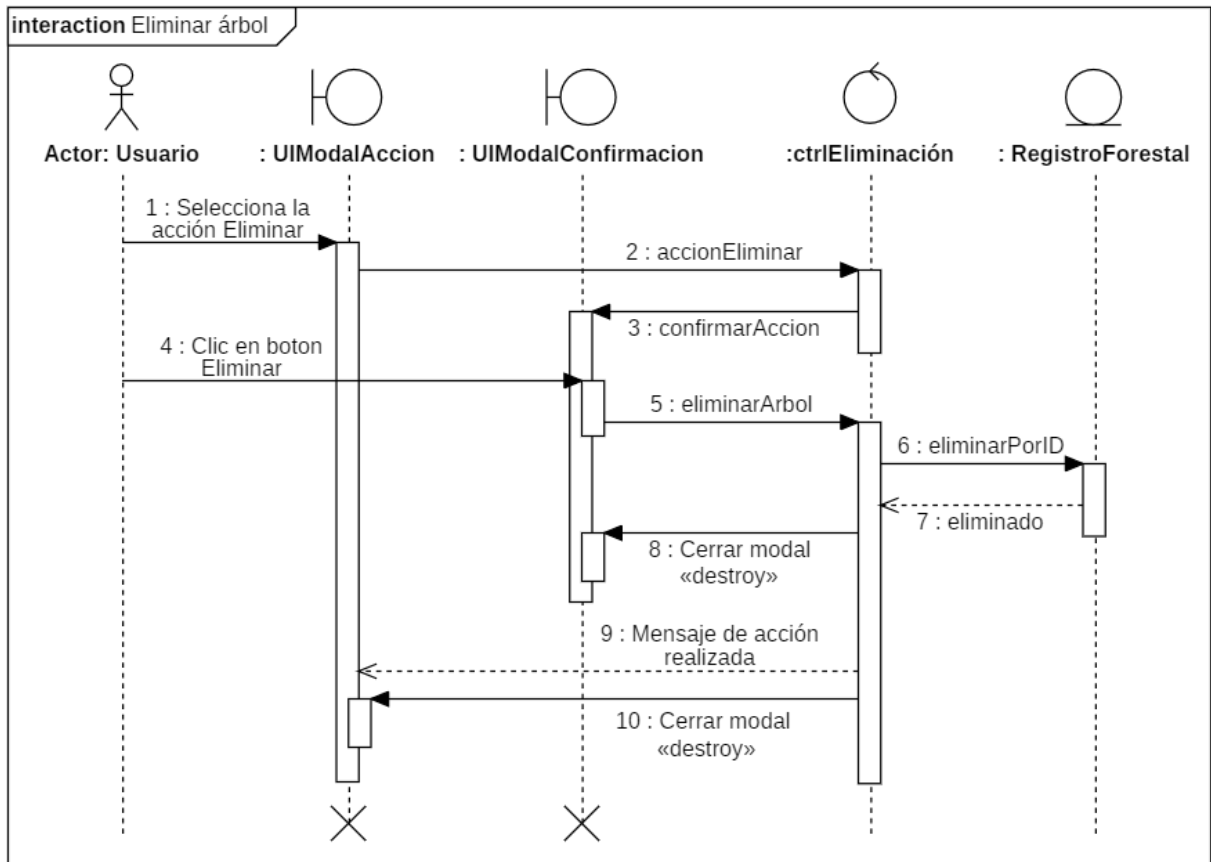 interaction Eliminar árbol
Actor: Usuario
: UIModalAccion
: UIModalConfirmacion
:ctrlEliminación
: RegistroForestal
1 : Selecciona la
acción Eliminar
2 : accionEliminar
3 : confirmarAccion
4 : Clic en boton
Eliminar
5 : eliminarArbol
6 : eliminarPorID
7 : eliminado
8 : Cerrar modal
«destroy»
9 : Mensaje de acción
realizada
10 : Cerrar modal
«destroy»